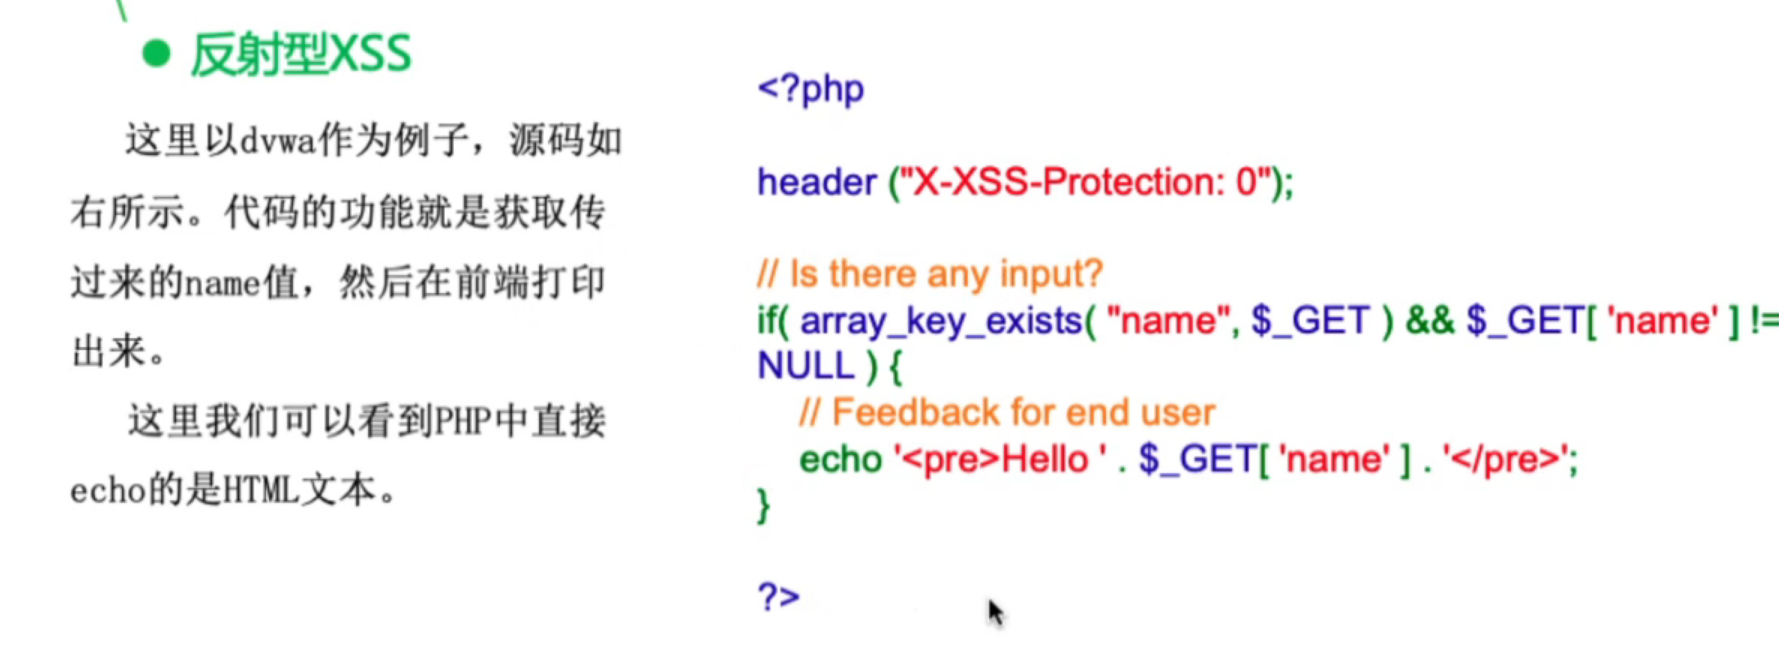 ● 反射型XSS
这里以dvwa作为例子，源码如
右所示。代码的功能就是获取传
过来的name值，然后在前端打印
出来。
这里我们可以看到PHP中直接
echo的是HTML文本。
<?php
header ("X-XSS-Protection: 0");
// Is there any input?
if( array_key_exists( "name", $_GET ) && $_GET[ 'name' ] !=
NULL ) {
// Feedback for end user
echo '<pre>Hello ' . $_GET[ 'name' ] . '</pre>';
}
?>